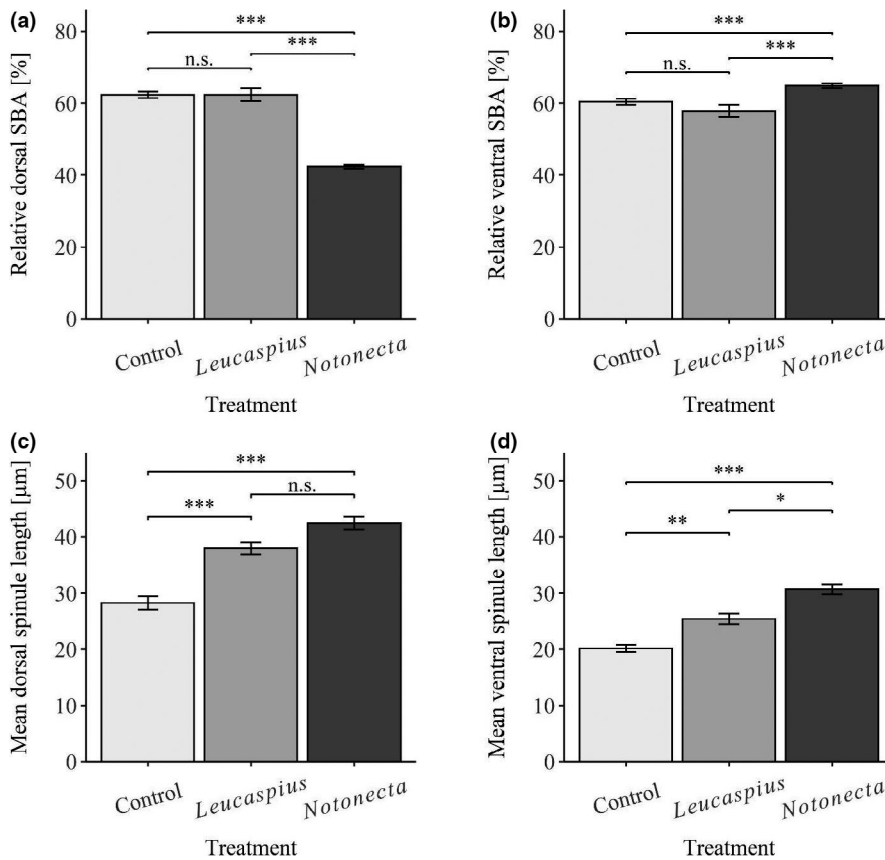 (a)
Relative dorsal SBA [%]
80
60
40
20
0
***
***
n.s.
Control
Leucaspius
Notonecta
Treatment
(b)
Relative ventral SBA [%]
80
60
40
20
0
***
***
n.s.
Control
Leucaspius
Notonecta
Treatment
(c)
Mean dorsal spinule length [µm]
50
40
30
20
10
0
***
n.s.
***
Control
Leucaspius
Notonecta
Treatment
(d)
Mean ventral spinule length [µm]
50
40
30
20
10
0
***
*
**
Control
Leucaspius
Notonecta
Treatment